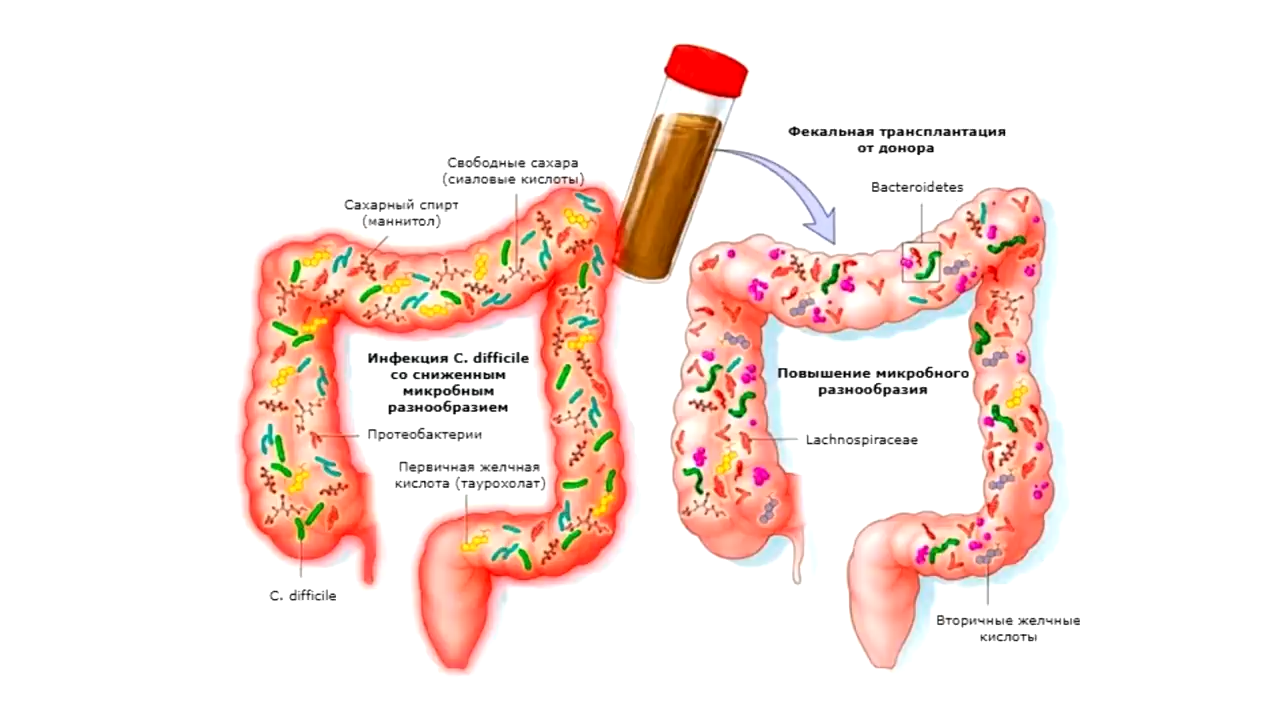 Фекальная трансплантация
от донора
Свободные сахара
(сиаловые кислоты)
Сахарный спирт
(маннитол)
Bacteroidetes
Инфекция C. difficile
со сниженным
микробным
разнообразием
Повышение микробного
разнообразия
Протеобактерии
Lachnospiraceae
Первичная желчная
кислота (таурохолат)
C. difficile
Вторичные желчные
кислоты